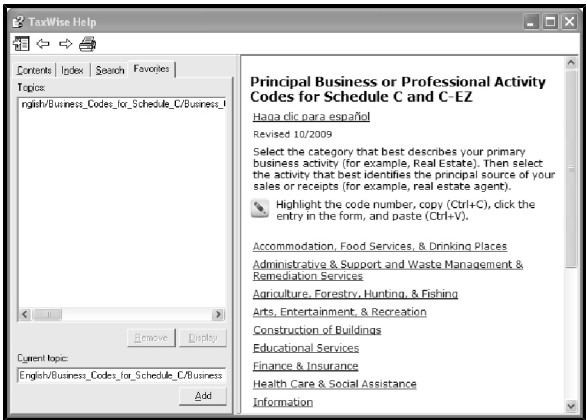 TaxWise Help
Contents
Index
Search
Favorites
Topics:
nglish/Business_Codes_for_Schedule_C/Business_
Remove
Display
Current topic:
English/Business_Codes_for_Schedule_C/Business
Add
Principal Business or Professional Activity
Codes for Schedule C and C-EZ
Haga clic para español
Revised 10/2009
Select the category that best describes your primary
business activity (for example, Real Estate). Then select
the activity that best identifies the principal source of your
sales or receipts (for example, real estate agent).
Highlight the code number, copy (Ctrl+C), click the
entry in the form, and paste (Ctrl+V).
Accommodation, Food Services, & Drinking Places
Administrative & Support and Waste Management &
Remediation Services
Agriculture, Forestry, Hunting, & Fishing
Arts, Entertainment, & Recreation
Construction of Buildings
Educational Services
Finance & Insurance
Health Care & Social Assistance
Information